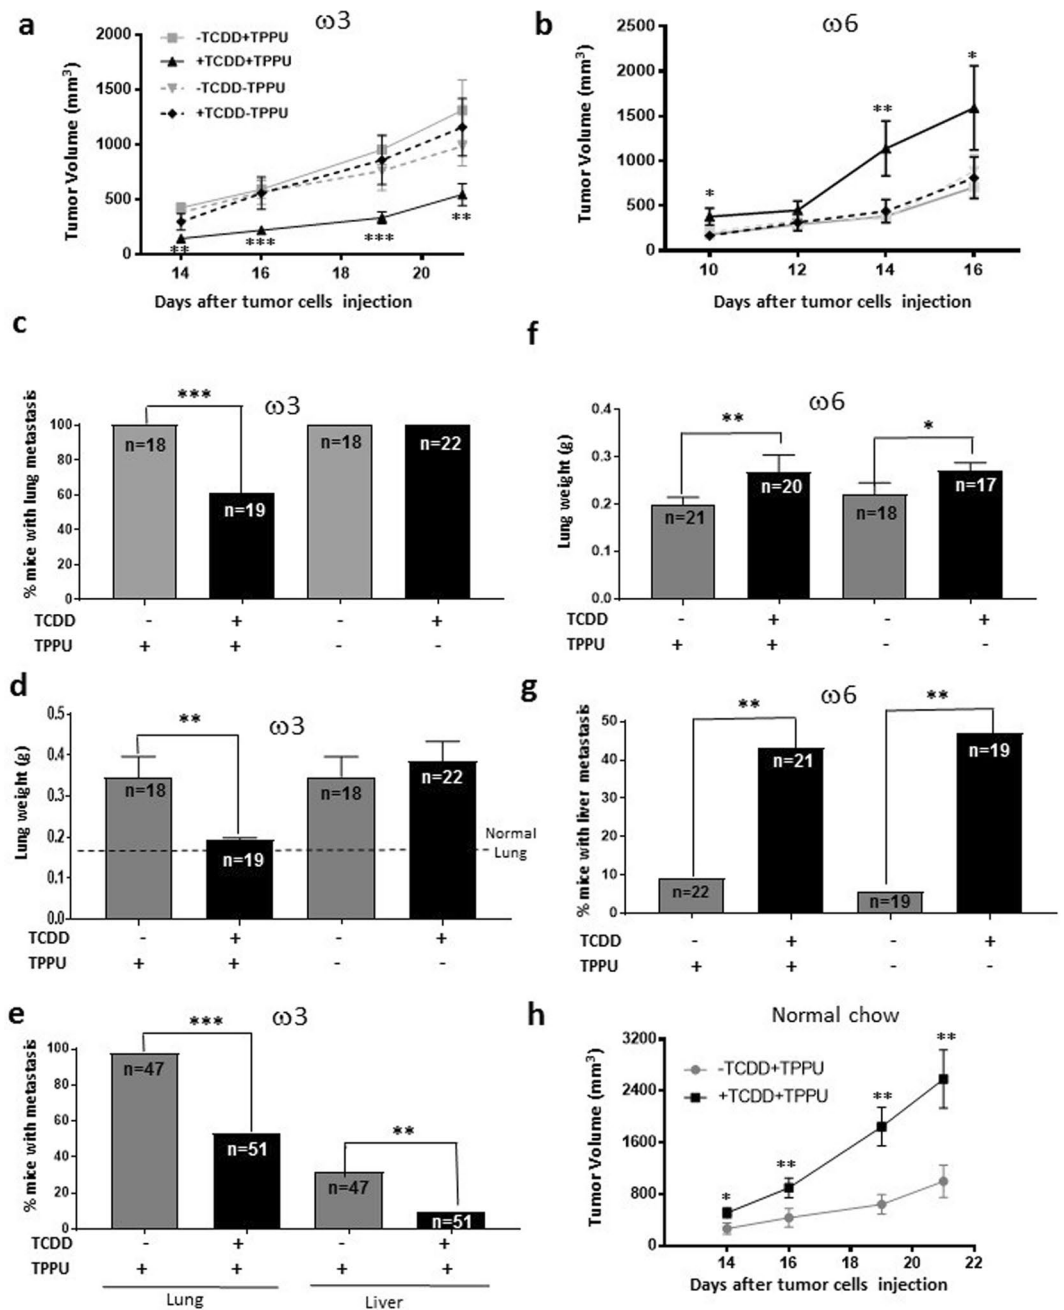 a
ω3
2000
1500
1000
500
0
Tumor Volume (mm³)
-TCDD+TPPU
+TCDD+TPPU
-TCDD-TPPU
+TCDD-TPPU
**
***
***
**
14
16
18
20
Days after tumor cells injection
b
ω6
2500
2000
1500
1000
500
0
Tumor Volume (mm³)
*
**
*
10
12
14
16
Days after tumor cells injection
c
ω3
***
% mice with lung metastasis
100
80
60
40
20
0
n=18
n=19
n=18
n=22
TCDD - + - +
TPPU + + - -
d
ω3
**
Lung weight (g)
0.5
0.4
0.3
0.2
0.1
0.0
n=18
n=19
n=18
n=22
Normal
Lung
TCDD - + - +
TPPU + + - -
e
ω3
***
**
% mice with metastasis
100
80
60
40
20
0
n=47
n=51
n=47
n=51
TCDD - + - +
TPPU + + + +
Lung
Liver
f
ω6
**
*
Lung weight (g)
0.4
0.3
0.2
0.1
0.0
n=21
n=20
n=18
n=17
TCDD - + - +
TPPU + + - -
g
ω6
**
**
% mice with liver metastasis
50
40
30
20
10
0
n=22
n=21
n=19
n=19
TCDD - + - +
TPPU + + - -
h
Normal chow
3200
2400
1600
800
0
Tumor Volume (mm³)
-TCDD+TPPU
+TCDD+TPPU
*
**
**
**
14
16
18
20
22
Days after tumor cells injection